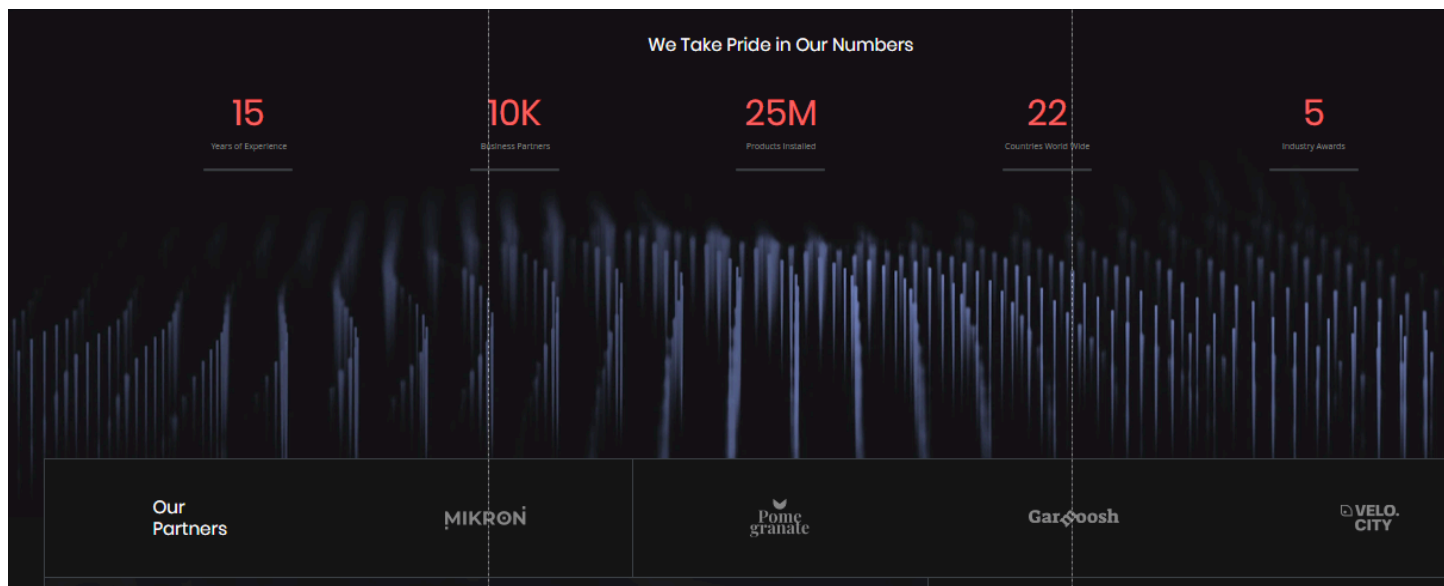 We Take Pride in Our Numbers
15
Years of Experience
10K
Business Partners
25M
Products Installed
22
Countries World Wide
5
Industry Awards
Our
Partners
MIKRON
Pome
granate
Gargoosh
VELO.
CITY